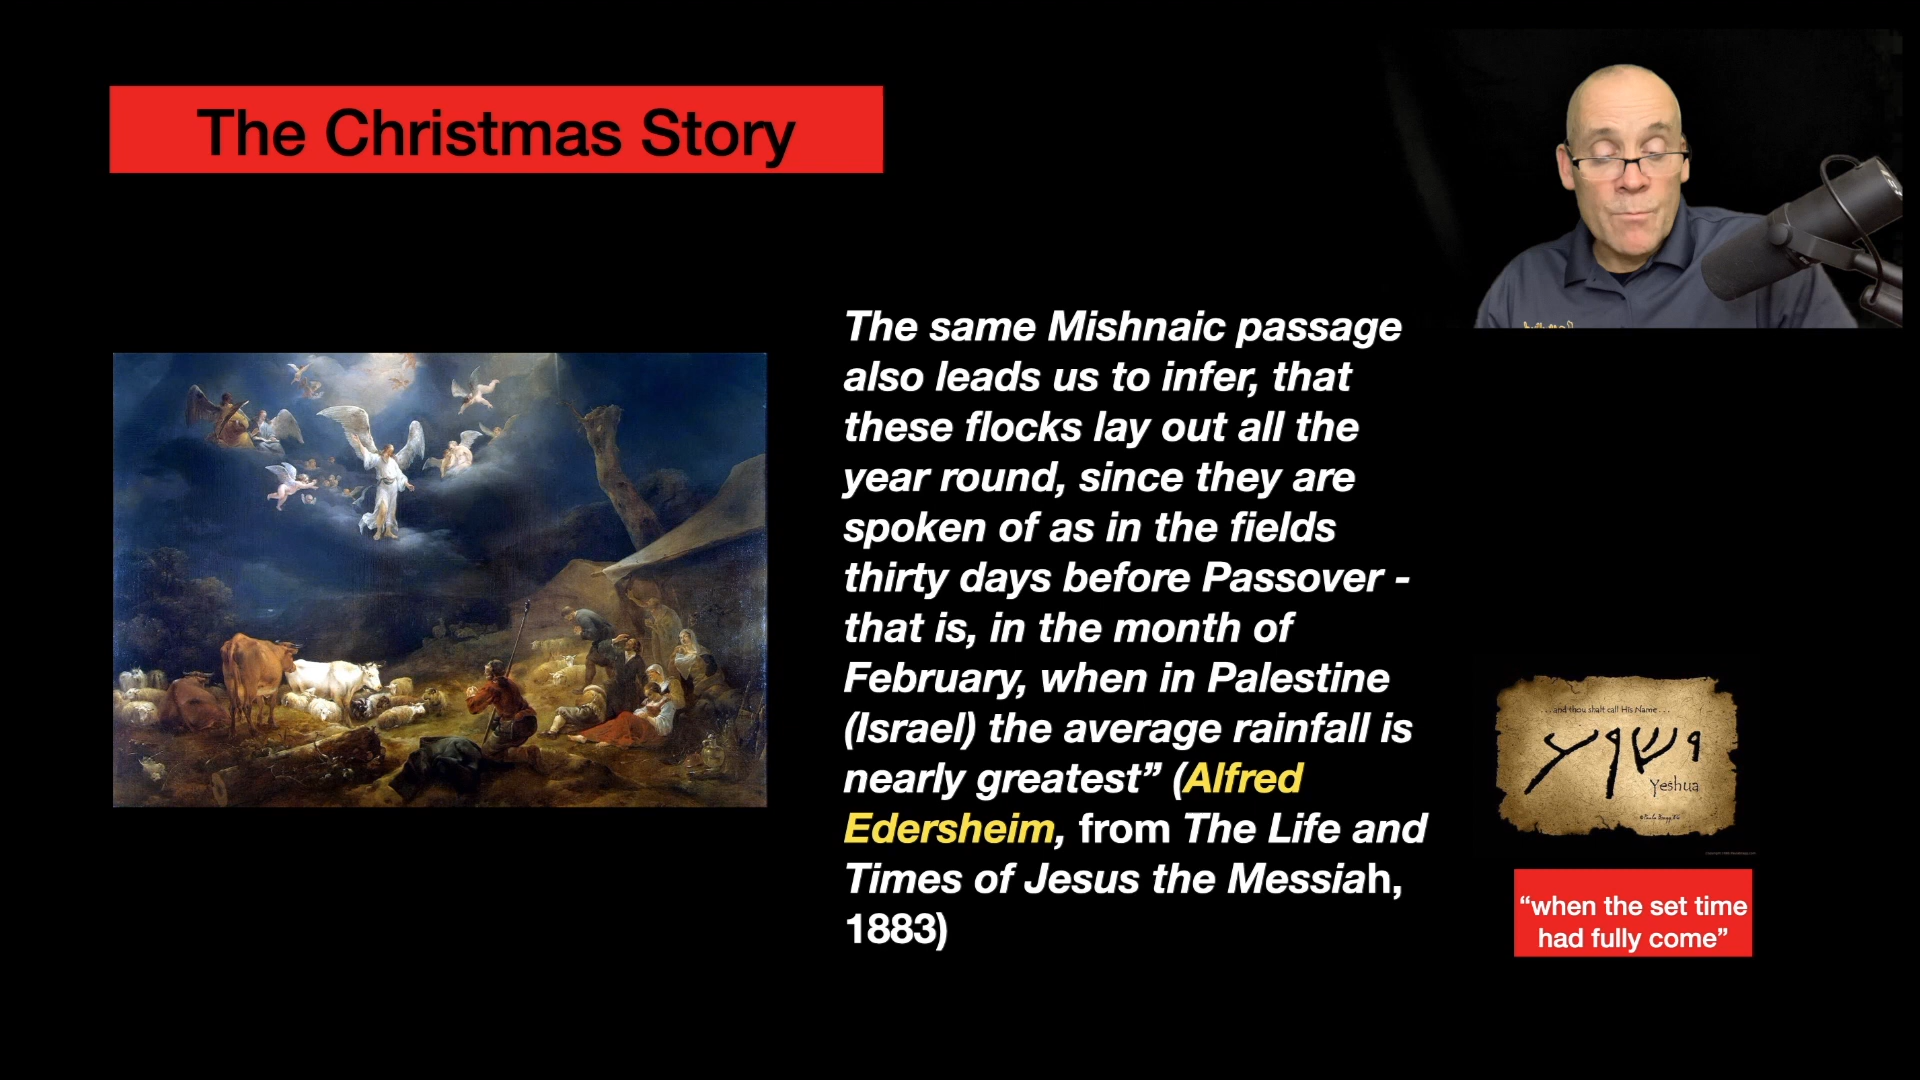 The Christmas Story
The same Mishnaic passage
also leads us to infer, that
these flocks lay out all the
year round, since they are
spoken of as in the fields
thirty days before Passover -
that is, in the month of
February, when in Palestine
(Israel) the average rainfall is
nearly greatest” (Alfred
Edersheim, from The Life and
Times of Jesus the Messiah,
1883)
...and thou shalt call His Name...
ישוע
Yeshua
“when the set time
had fully come”